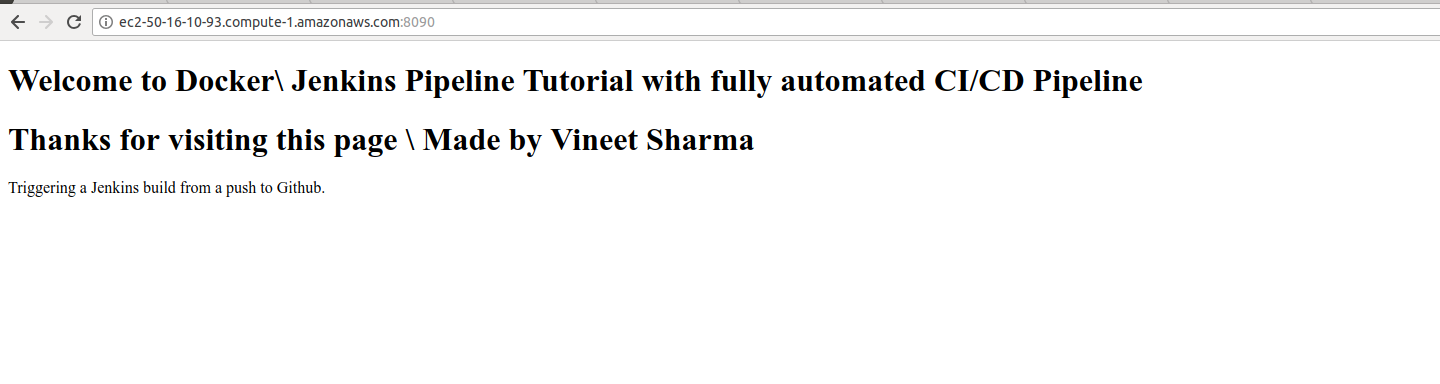 ec2-50-16-10-93.compute-1.amazonaws.com:8090
Welcome to Docker\ Jenkins Pipeline Tutorial with fully automated CI/CD Pipeline
Thanks for visiting this page \ Made by Vineet Sharma
Triggering a Jenkins build from a push to Github.